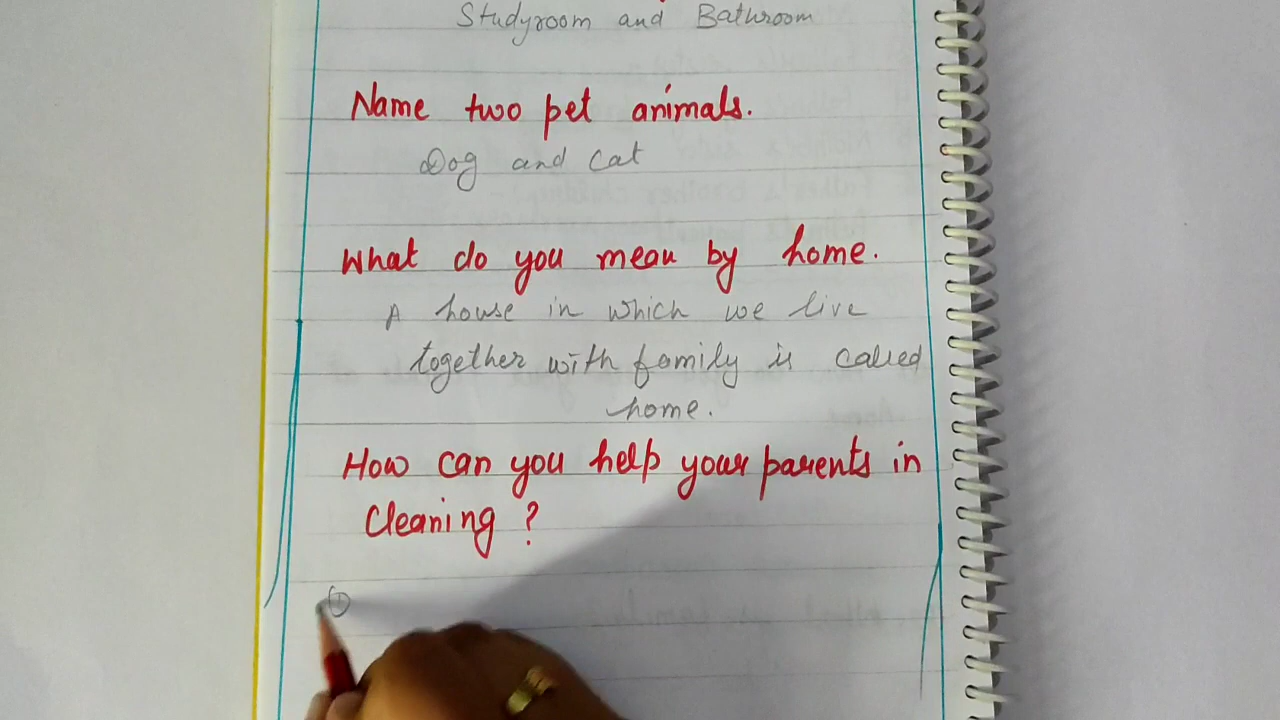 Studyroom and Bathroom
Name two pet animals.
Dog and cat
What do you mean by home.
A house in which we live
together with family is called
home.
How can you help your parents in
cleaning ?
①